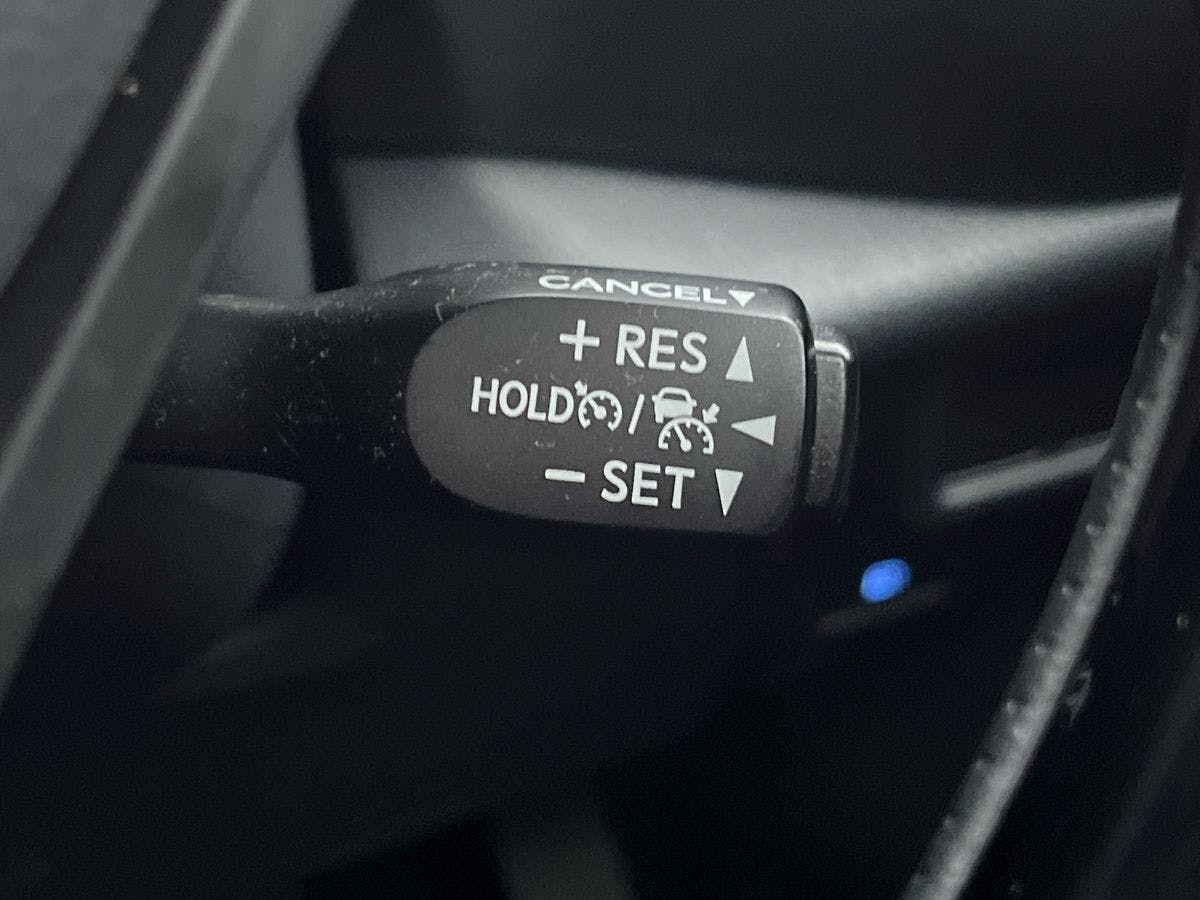 CANCEL▼
+ RES ▲
HOLD / ◀
− SET ▼